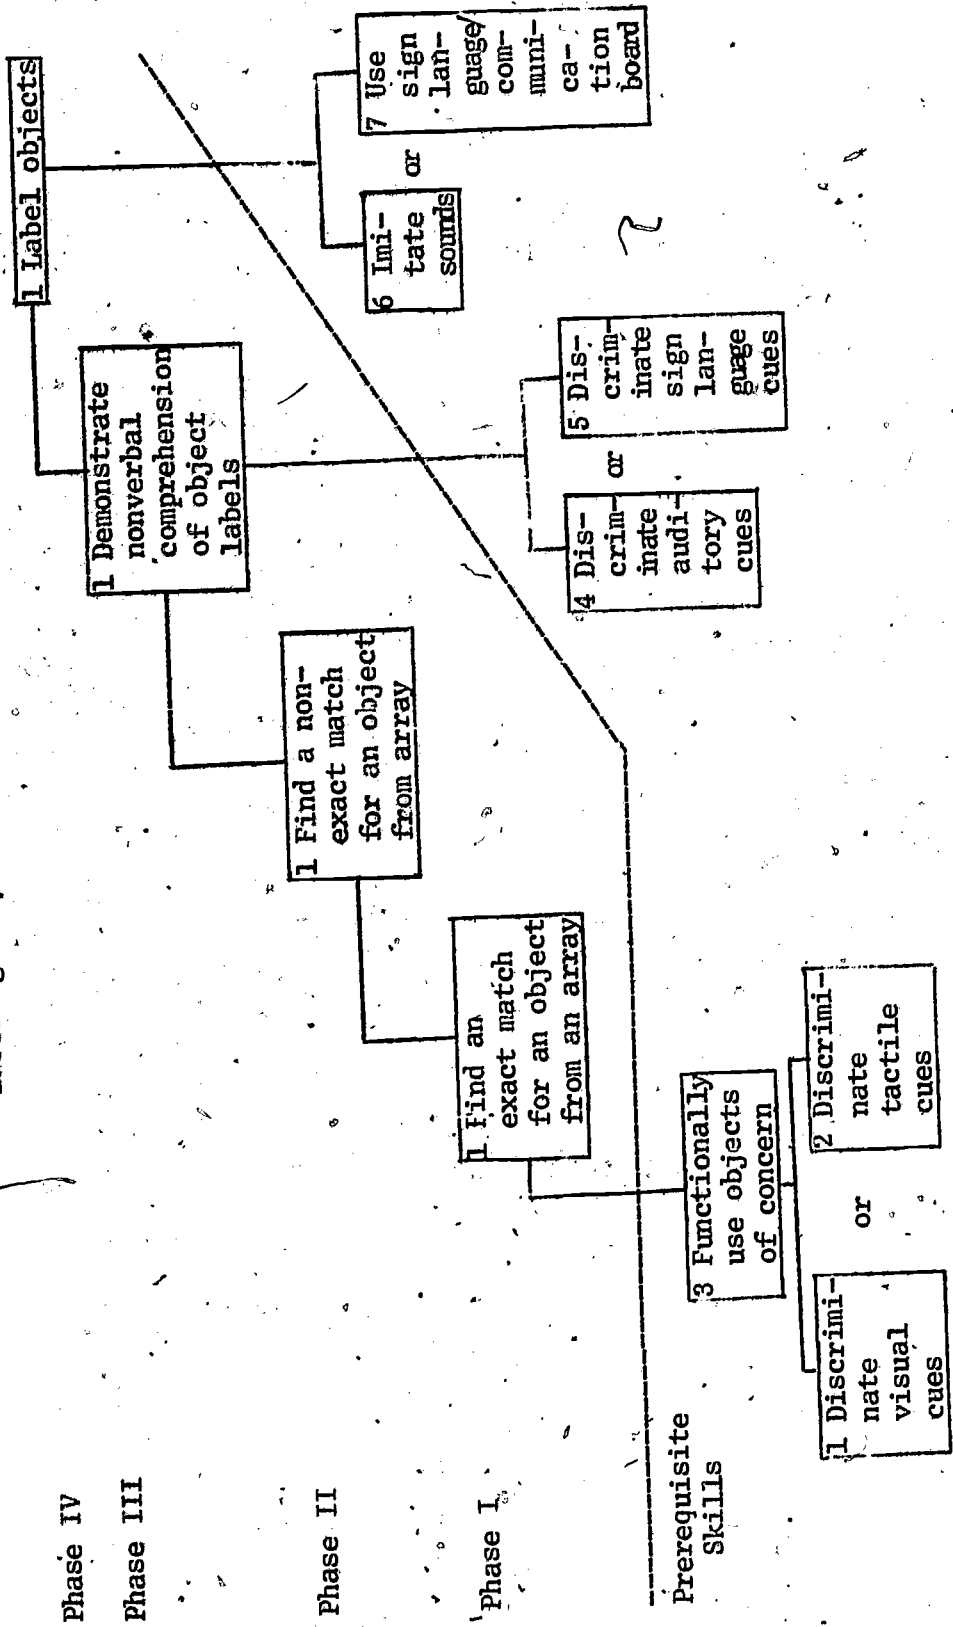 Phase IV
1 Label objects
Phase III
1 Demonstrate
nonverbal
comprehension
of object
labels
Phase II
1 Find a non-
exact match
for an object
from array
6 Imi-
tate
sounds
or
7 Use
sign
lan-
guage/
com-
muni-
ca-
tion
board
Phase I
1 Find an
exact match
for an object
from an array
4 Dis-
crim-
inate
audi-
tory
cues
or
5 Dis-
crim-
inate
sign
lan-
guage
cues
Prerequisite
Skills
3 Functionally
use objects
of concern
1 Discrimi-
nate
visual
cues
or
2 Discrimi-
nate
tactile
cues